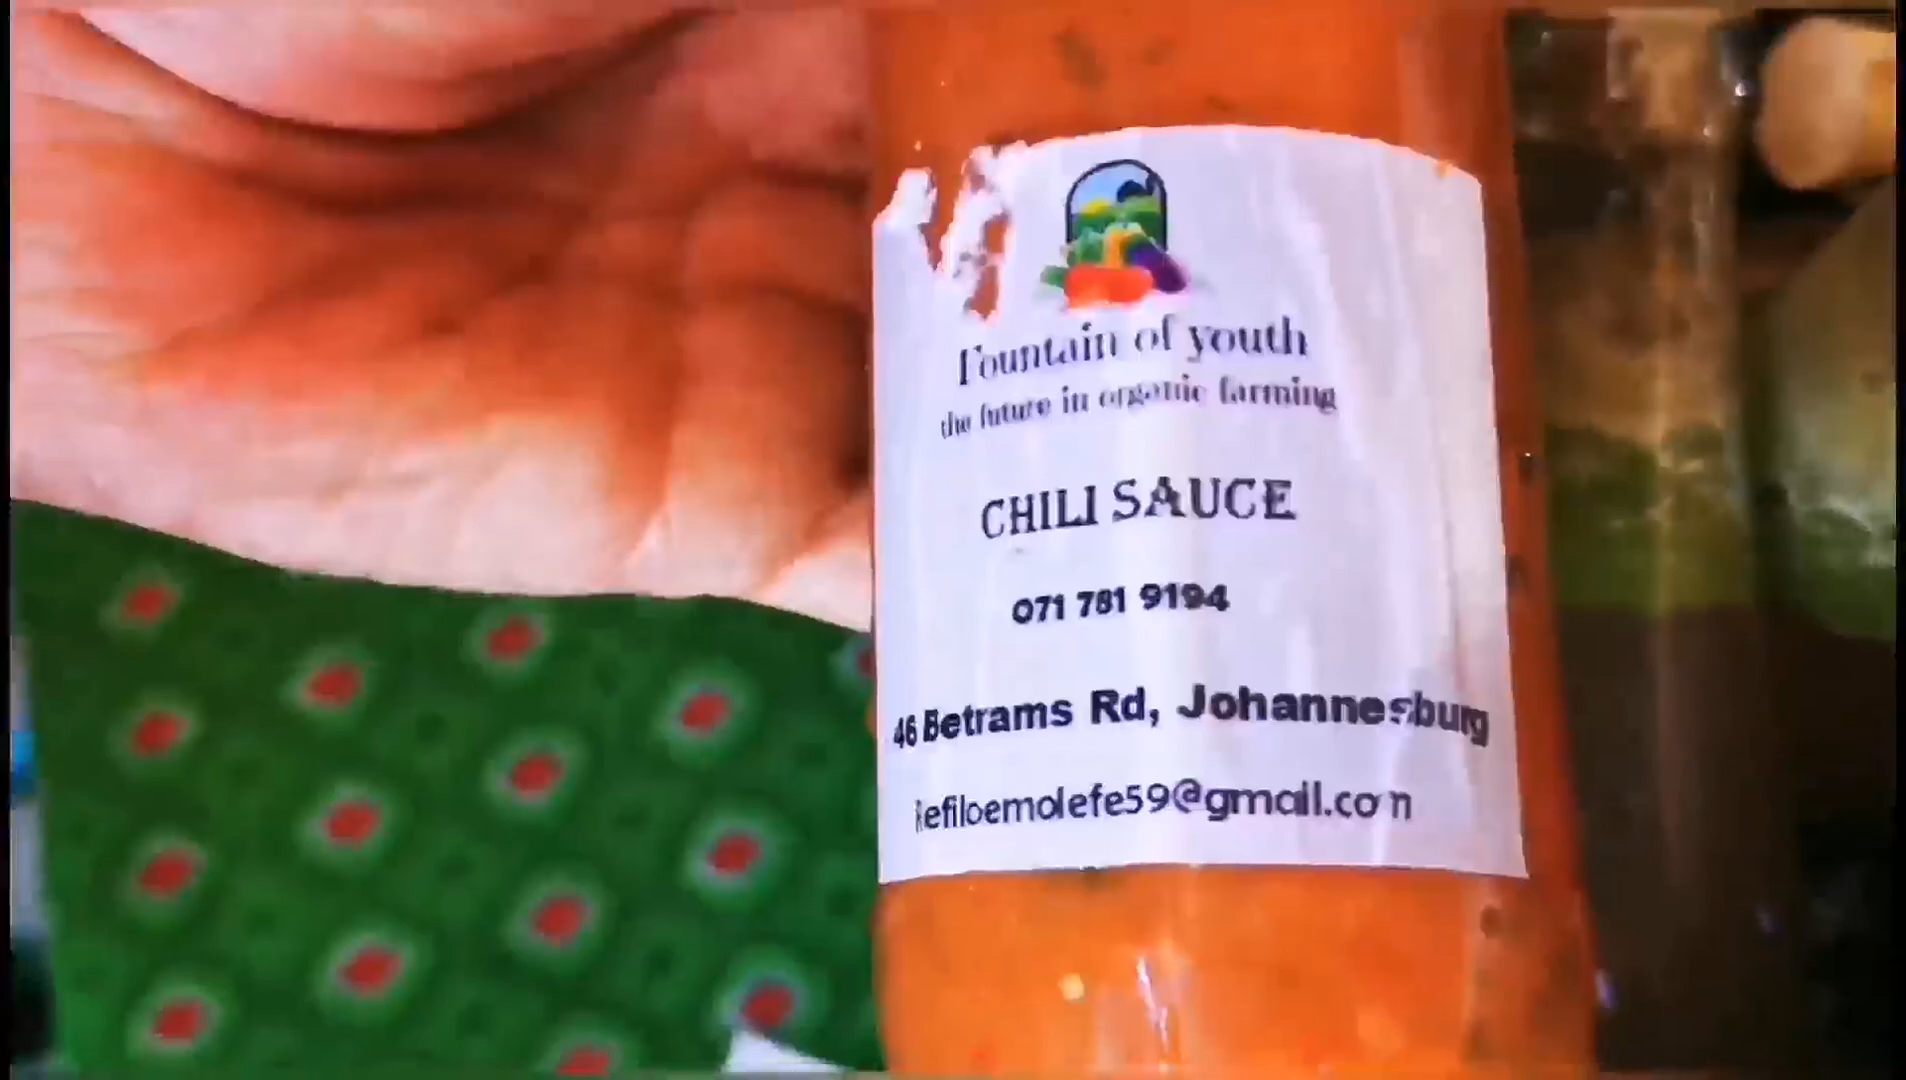 Fountain of youth
the future in organic farming
CHILI SAUCE
071 781 9194
46 Betrams Rd, Johannesburg
Refiloemolefe59@gmail.com